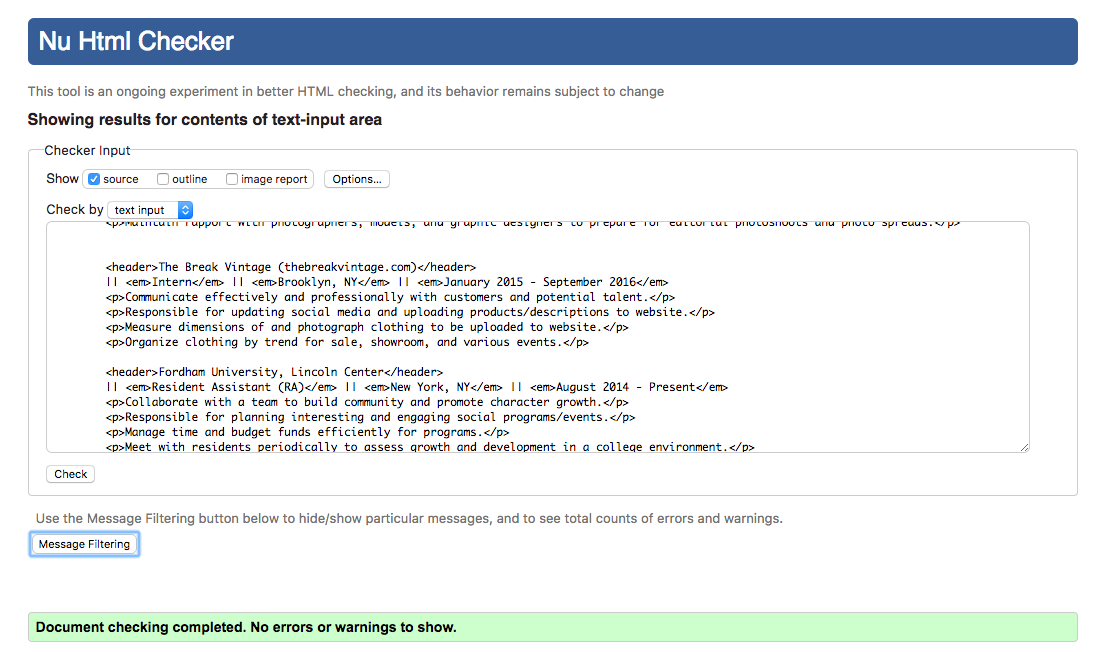 Nu Html Checker
This tool is an ongoing experiment in better HTML checking, and its behavior remains subject to change
Showing results for contents of text-input area
Checker Input
Show source outline image report Options...
Check by text input
<p>Maintain rapport with photographers, models, and graphic designers to prepare for editorial photoshoots and photo spreads.</p>
<header>The Break Vintage (thebreakvintage.com)</header>
|| <em>Intern</em> || <em>Brooklyn, NY</em> || <em>January 2015 - September 2016</em>
<p>Communicate effectively and professionally with customers and potential talent.</p>
<p>Responsible for updating social media and uploading products/descriptions to website.</p>
<p>Measure dimensions of and photograph clothing to be uploaded to website.</p>
<p>Organize clothing by trend for sale, showroom, and various events.</p>
<header>Fordham University, Lincoln Center</header>
|| <em>Resident Assistant (RA)</em> || <em>New York, NY</em> || <em>August 2014 - Present</em>
<p>Collaborate with a team to build community and promote character growth.</p>
<p>Responsible for planning interesting and engaging social programs/events.</p>
<p>Manage time and budget funds efficiently for programs.</p>
<p>Meet with residents periodically to assess growth and development in a college environment.</p>
Check
Use the Message Filtering button below to hide/show particular messages, and to see total counts of errors and warnings.
Message Filtering
Document checking completed. No errors or warnings to show.